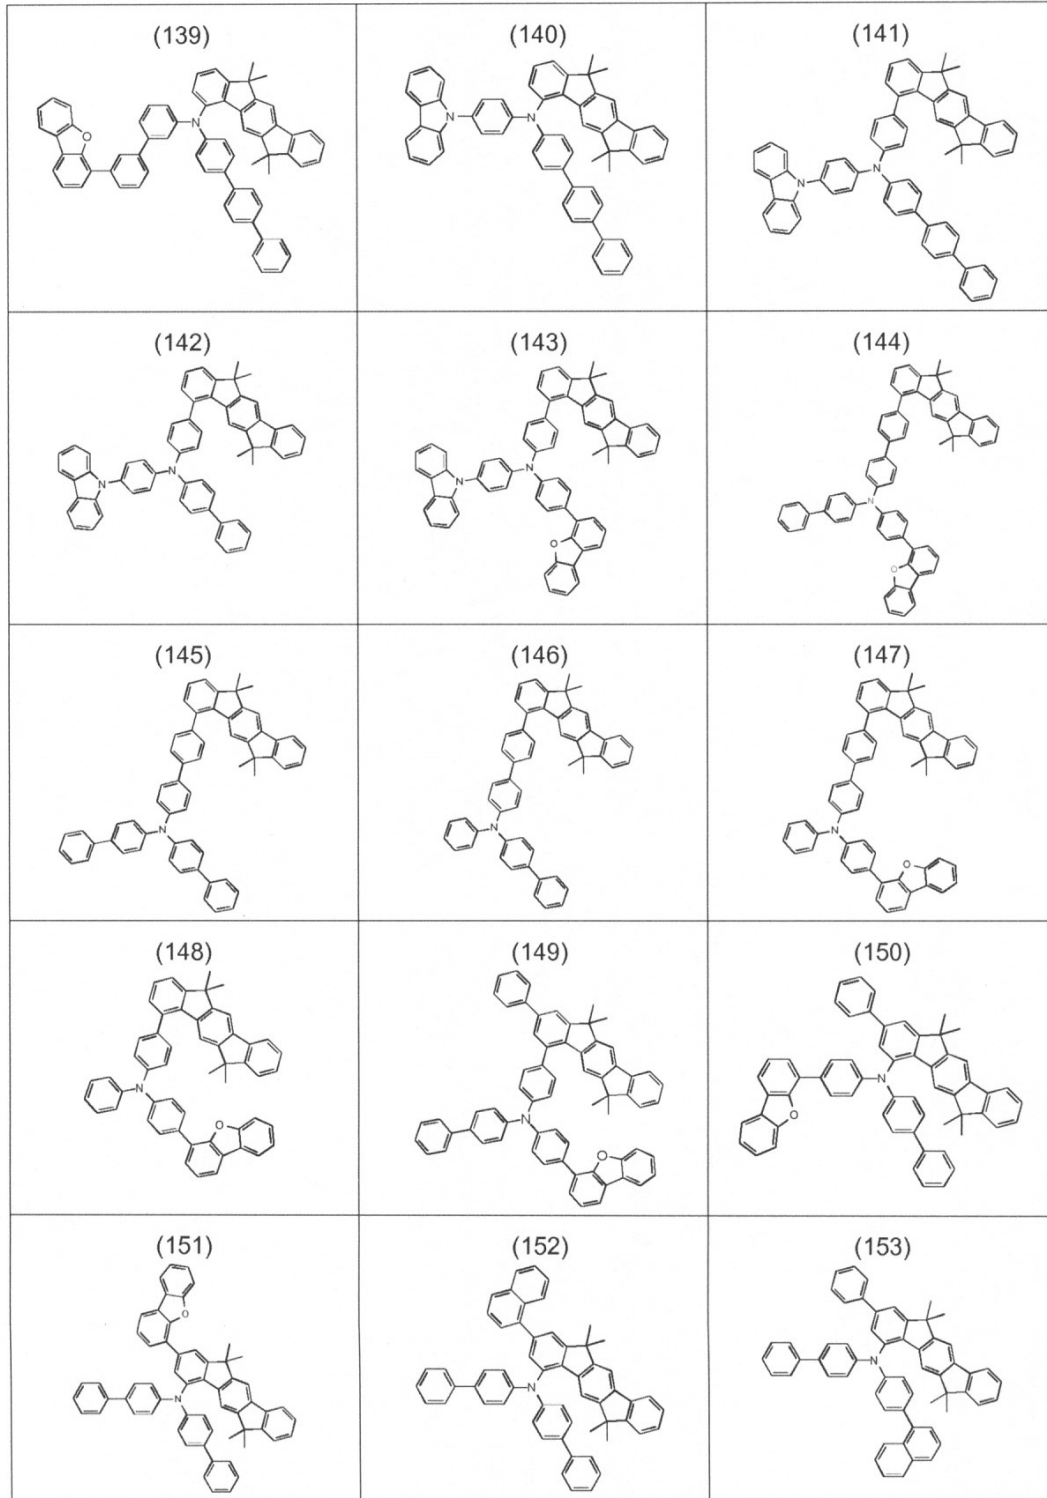 (139) (140) (141)
O N
N N
N N
(142) (143) (144)
N N
N N
O
N
O
(145) (146) (147)
N
N
N O
(148) (149) (150)
N O
N O
N O
(151) (152) (153)
O
N N N